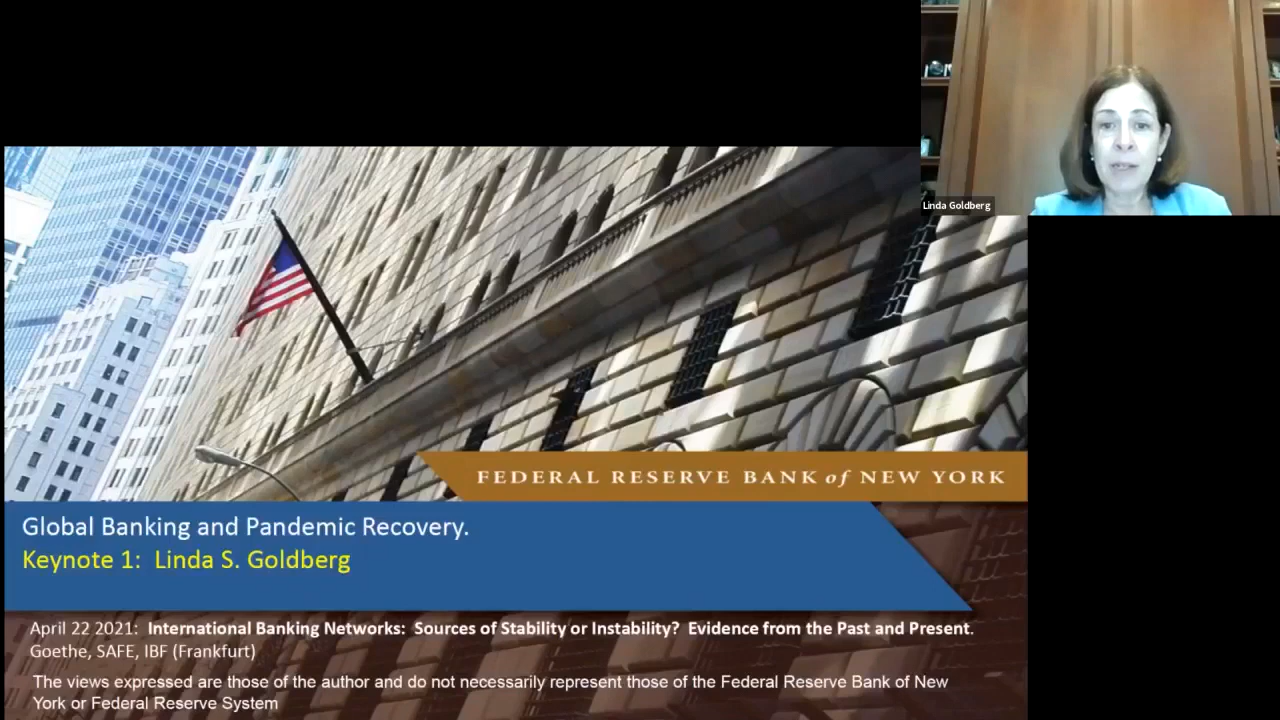 Linda Goldberg
FEDERAL RESERVE BANK of NEW YORK
Global Banking and Pandemic Recovery.
Keynote 1: Linda S. Goldberg
April 22 2021: International Banking Networks: Sources of Stability or Instability? Evidence from the Past and Present.
Goethe, SAFE, IBF (Frankfurt)
The views expressed are those of the author and do not necessarily represent those of the Federal Reserve Bank of New
York or Federal Reserve System